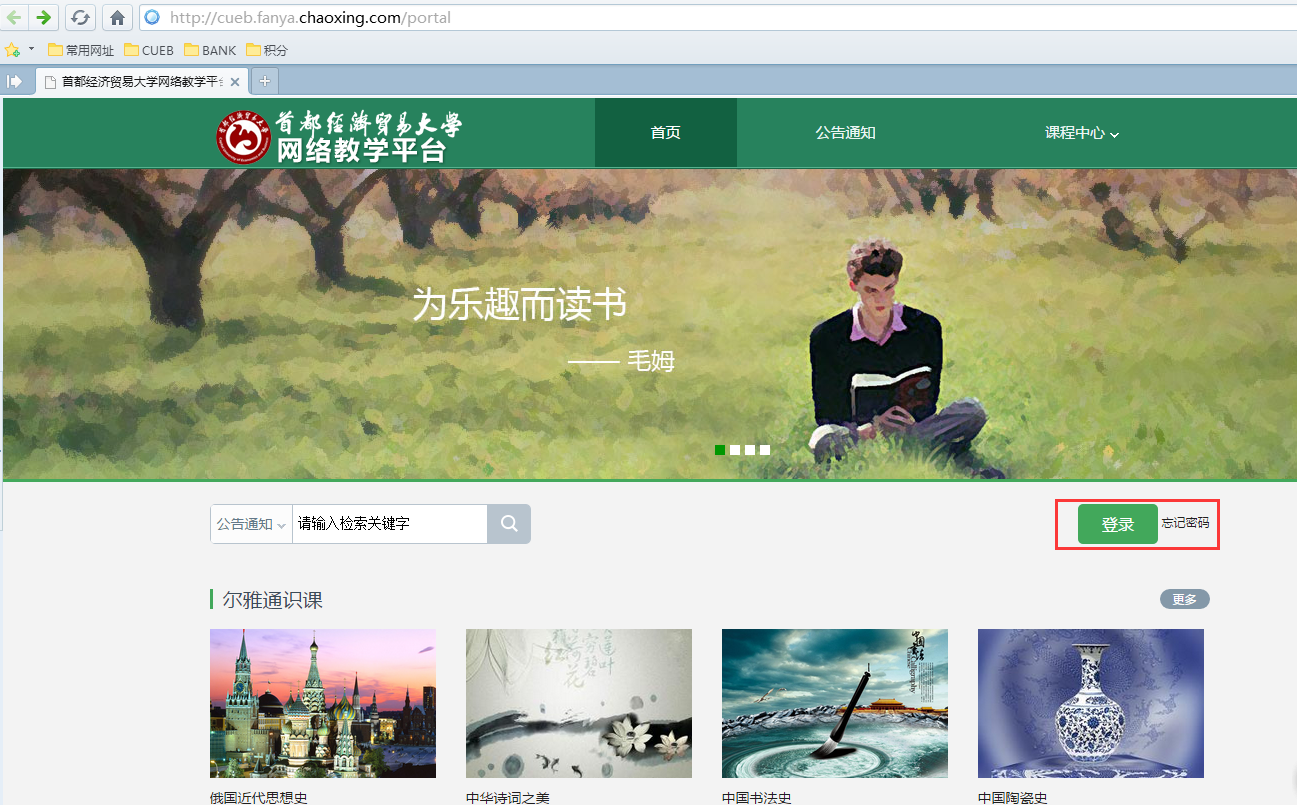 http://cueb.fanya.chaoxing.com/portal
常用网址 CUEB BANK 积分
首都经济贸易大学网络教学平台
首都经济贸易大学
网络教学平台
首页 公告通知 课程中心
为乐趣而读书
—— 毛姆
公告通知 请输入检索关键字 登录 忘记密码
尔雅通识课 更多
俄国近代思想史 中华诗词之美 中国书法史 中国陶瓷史